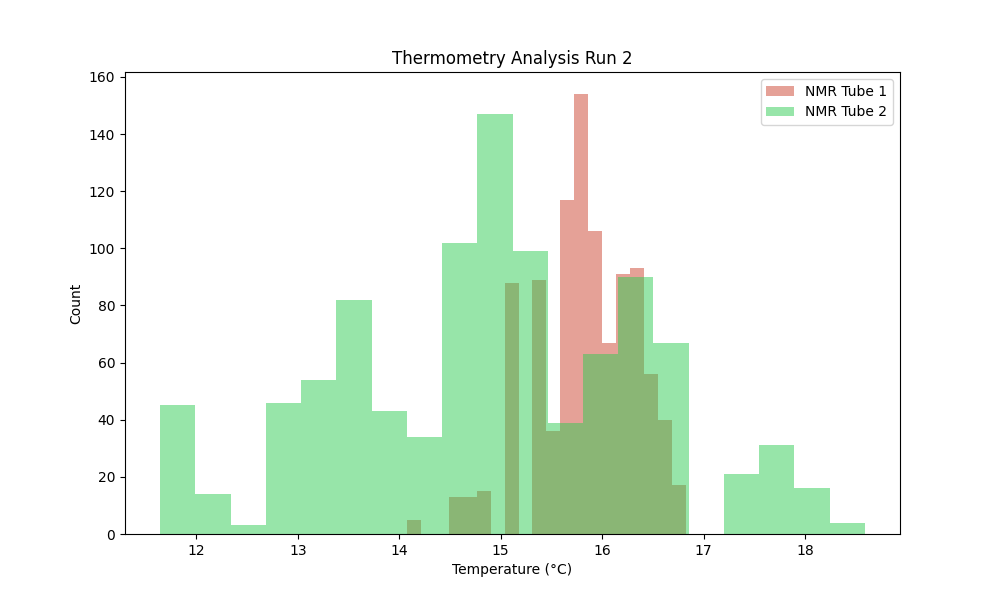 Thermometry Analysis Run 2
NMR Tube 1
NMR Tube 2
160
140
120
100
80
60
40
20
0
Count
12 13 14 15 16 17 18
Temperature (°C)